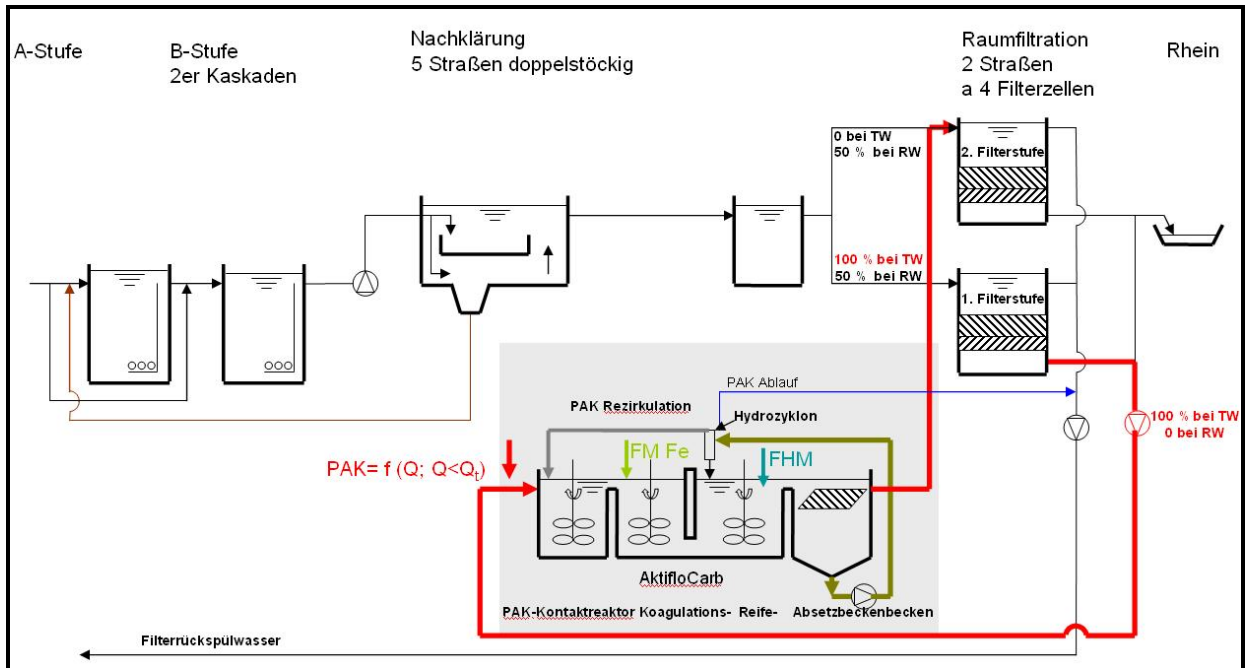 A-Stufe
B-Stufe
2er Kaskaden
Nachklärung
5 Straßen doppelstöckig
Raumfiltration
2 Straßen
a 4 Filterzellen
Rhein
0 bei TW
50 % bei RW
2. Filterstufe
100 % bei TW
50 % bei RW
1. Filterstufe
PAK Ablauf
PAK Rezirkulation
Hydrozyklon
100 % bei TW
0 bei RW
FM Fe
FHM
PAK= f (Q; Q<Qt)
AktifloCarb
PAK-Kontaktreaktor Koagulations- Reife- Absetzbeckenbecken
Filterrückspülwasser